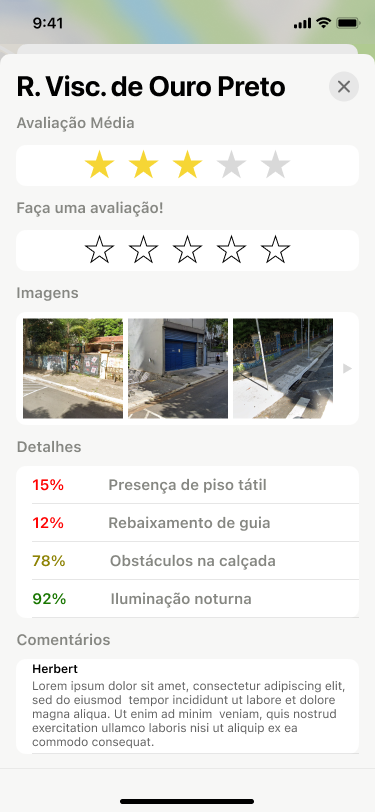 9:41
R. Visc. de Ouro Preto
Avaliação Média
Faça uma avaliação!
Imagens
Detalhes
15% Presença de piso tátil
12% Rebaixamento de guia
78% Obstáculos na calçada
92% Iluminação noturna
Comentários
Herbert
Lorem ipsum dolor sit amet, consectetur adipiscing elit,
sed do eiusmod tempor incididunt ut labore et dolore
magna aliqua. Ut enim ad minim veniam, quis nostrud
exercitation ullamco laboris nisi ut aliquip ex ea
commodo consequat.